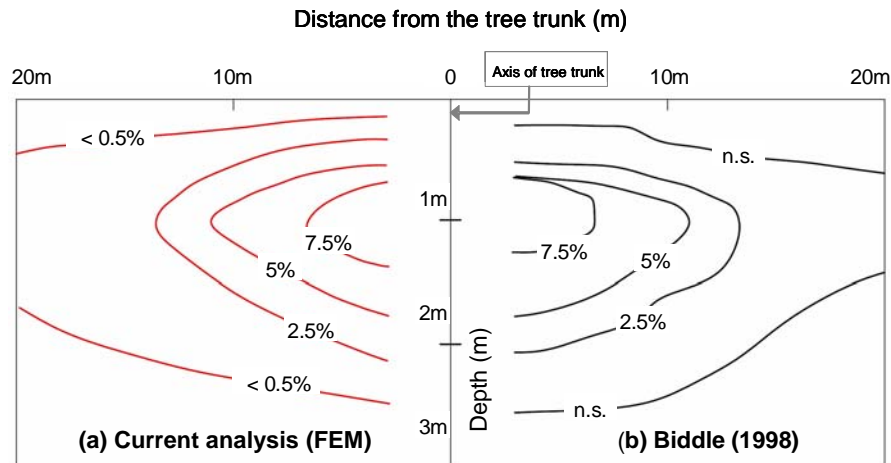 Distance from the tree trunk (m)
20m 10m 0 10m 20m
Axis of tree trunk
< 0.5%
n.s.
1m
7.5%
7.5%
5%
5%
2m
2.5%
2.5%
Depth (m)
< 0.5%
n.s.
3m
(a) Current analysis (FEM)
(b) Biddle (1998)